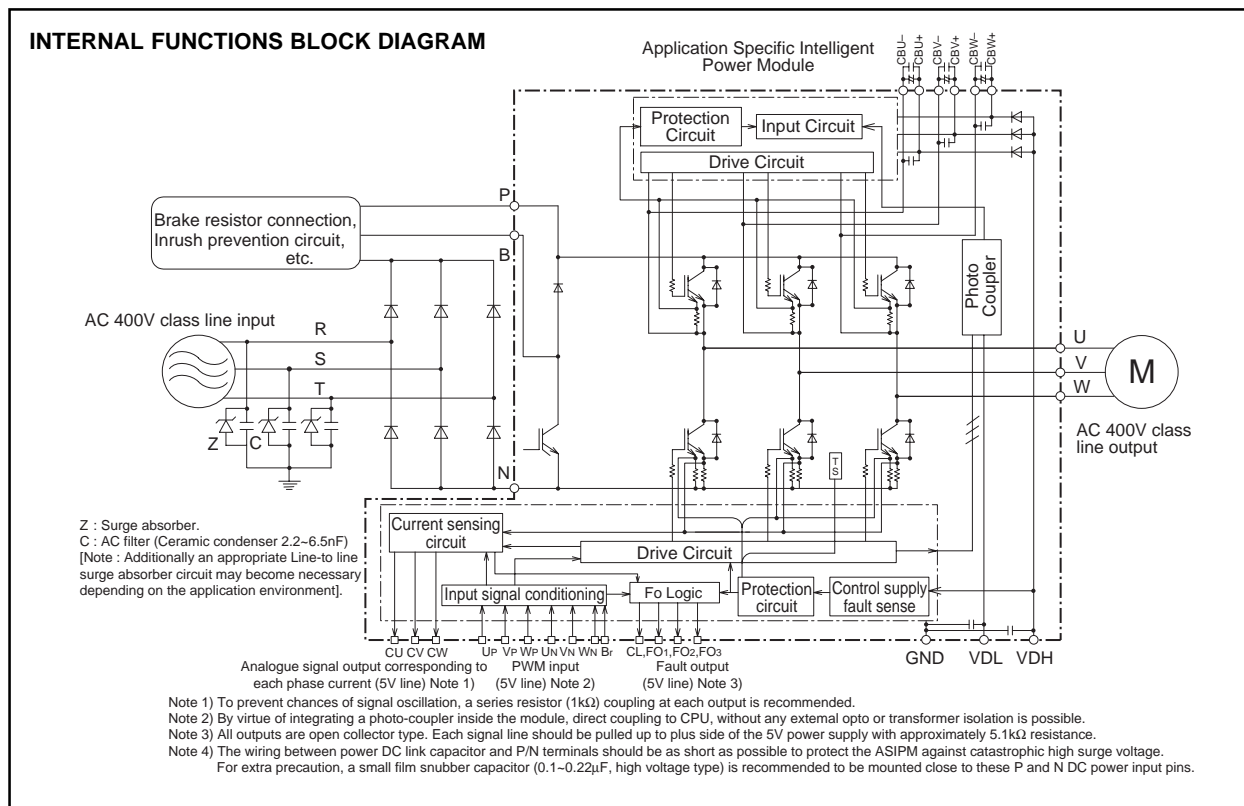 INTERNAL FUNCTIONS BLOCK DIAGRAM
Application Specific Intelligent
Power Module
CBU–
CBU+
CBV–
CBV+
CBW–
CBW+
Protection
Circuit
Input Circuit
Drive Circuit
P
Brake resistor connection,
Inrush prevention circuit,
etc.
B
Photo
Coupler
AC 400V class line input
R
S
T
U
V
W
M
Z
C
AC 400V class
line output
N
T
S
Z : Surge absorber.
C : AC filter (Ceramic condenser 2.2~6.5nF)
[Note : Additionally an appropriate Line-to line
surge absorber circuit may become necessary
depending on the application environment].
Current sensing
circuit
Drive Circuit
Input signal conditioning
Fo Logic
Protection
circuit
Control supply
fault sense
CU CV CW
UP VP WP UN VN WN Br
CL,FO1,FO2,FO3
GND
VDL
VDH
Analogue signal output corresponding to
each phase current (5V line) Note 1)
PWM input
(5V line) Note 2)
Fault output
(5V line) Note 3)
Note 1) To prevent chances of signal oscillation, a series resistor (1kΩ) coupling at each output is recommended.
Note 2) By virtue of integrating a photo-coupler inside the module, direct coupling to CPU, without any external opto or transformer isolation is possible.
Note 3) All outputs are open collector type. Each signal line should be pulled up to plus side of the 5V power supply with approximately 5.1kΩ resistance.
Note 4) The wiring between power DC link capacitor and P/N terminals should be as short as possible to protect the ASIPM against catastrophic high surge voltage.
For extra precaution, a small film snubber capacitor (0.1~0.22μF, high voltage type) is recommended to be mounted close to these P and N DC power input pins.